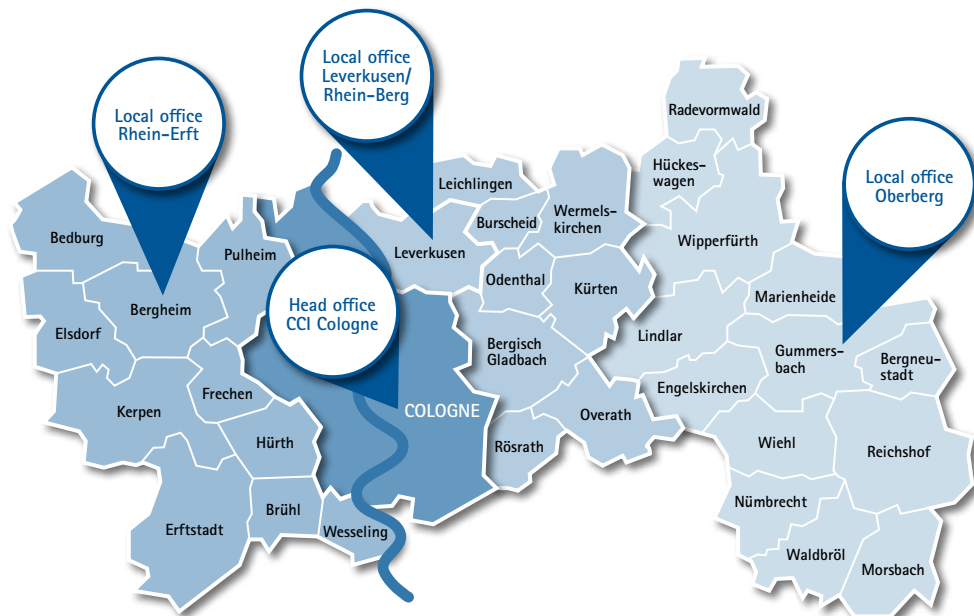 Local office
Leverkusen/
Rhein-Berg
Local office
Rhein-Erft
Radevormwald
Hückes-
wagen
Local office
Oberberg
Leichlingen
Burscheid
Wermels-
kirchen
Bedburg
Pulheim
Leverkusen
Wipperfürth
Odenthal
Kürten
Marienheide
Bergheim
Elsdorf
Head office
CCI Cologne
Bergisch
Gladbach
Lindlar
Gummers-
bach
Bergneu-
stadt
Engelskirchen
Frechen
Kerpen
COLOGNE
Overath
Hürth
Rösrath
Wiehl
Reichshof
Nümbrecht
Brühl
Erftstadt
Wesseling
Waldbröl
Morsbach